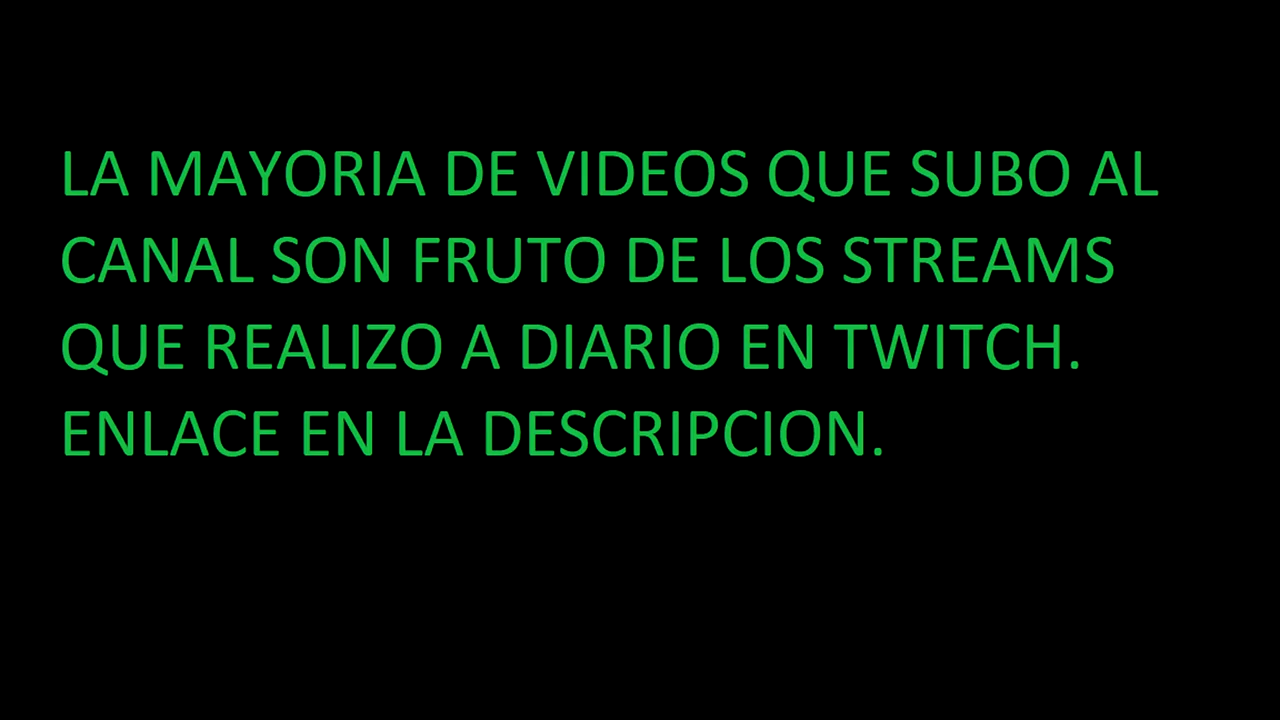 LA MAYORIA DE VIDEOS QUE SUBO AL
CANAL SON FRUTO DE LOS STREAMS
QUE REALIZO A DIARIO EN TWITCH.
ENLACE EN LA DESCRIPCION.